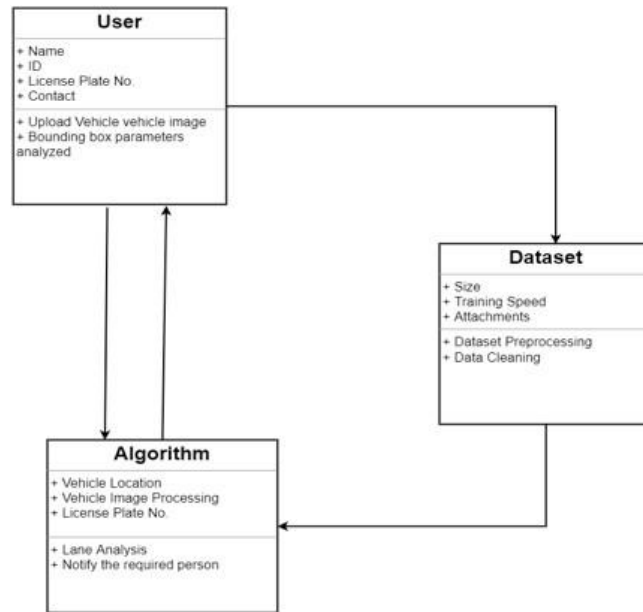 User
+ Name
+ ID
+ License Plate No.
+ Contact
+ Upload Vehicle vehicle image
+ Bounding box parameters
analyzed
Dataset
+ Size
+ Training Speed
+ Attachments
+ Dataset Preprocessing
+ Data Cleaning
Algorithm
+ Vehicle Location
+ Vehicle Image Processing
+ License Plate No.
+ Lane Analysis
+ Notify the required person